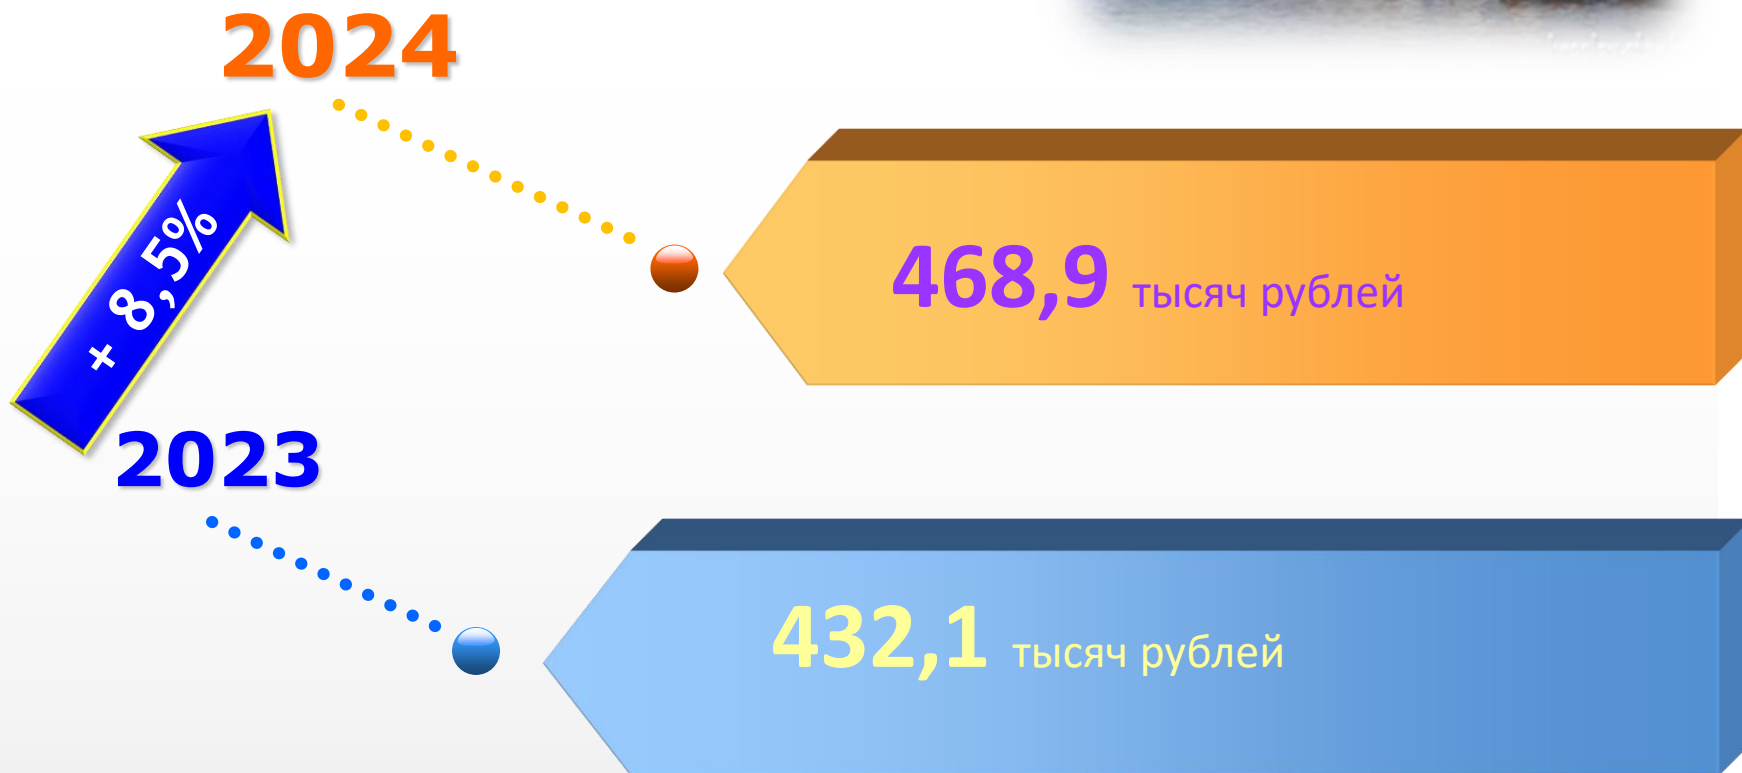 2024
+ 8,5%
468,9 тысяч рублей
2023
432,1 тысяч рублей